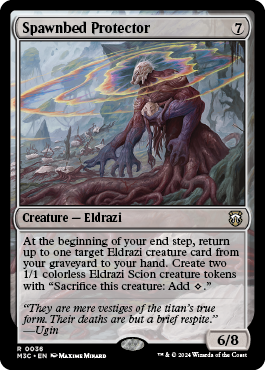 Spawnbed Protector 7
Creature — Eldrazi
At the beginning of your end step, return
up to one target Eldrazi creature card from
your graveyard to your hand. Create two
1/1 colorless Eldrazi Scion creature tokens
with “Sacrifice this creature: Add ◇.”
“They are mere vestiges of the titan’s true
form. Their deaths are but a brief respite.”
—Ugin
6/8
R 0036
M3C • EN Maxime Minard
™ & © 2024 Wizards of the Coast